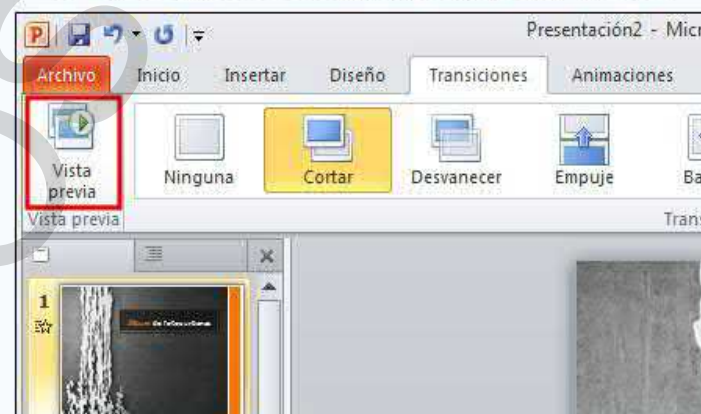 Presentación2 - Micr
Archivo Inicio Insertar Diseño Transiciones Animaciones
Vista previa
Ninguna Cortar Desvanecer Empuje Ba
Vista previa Trans
1